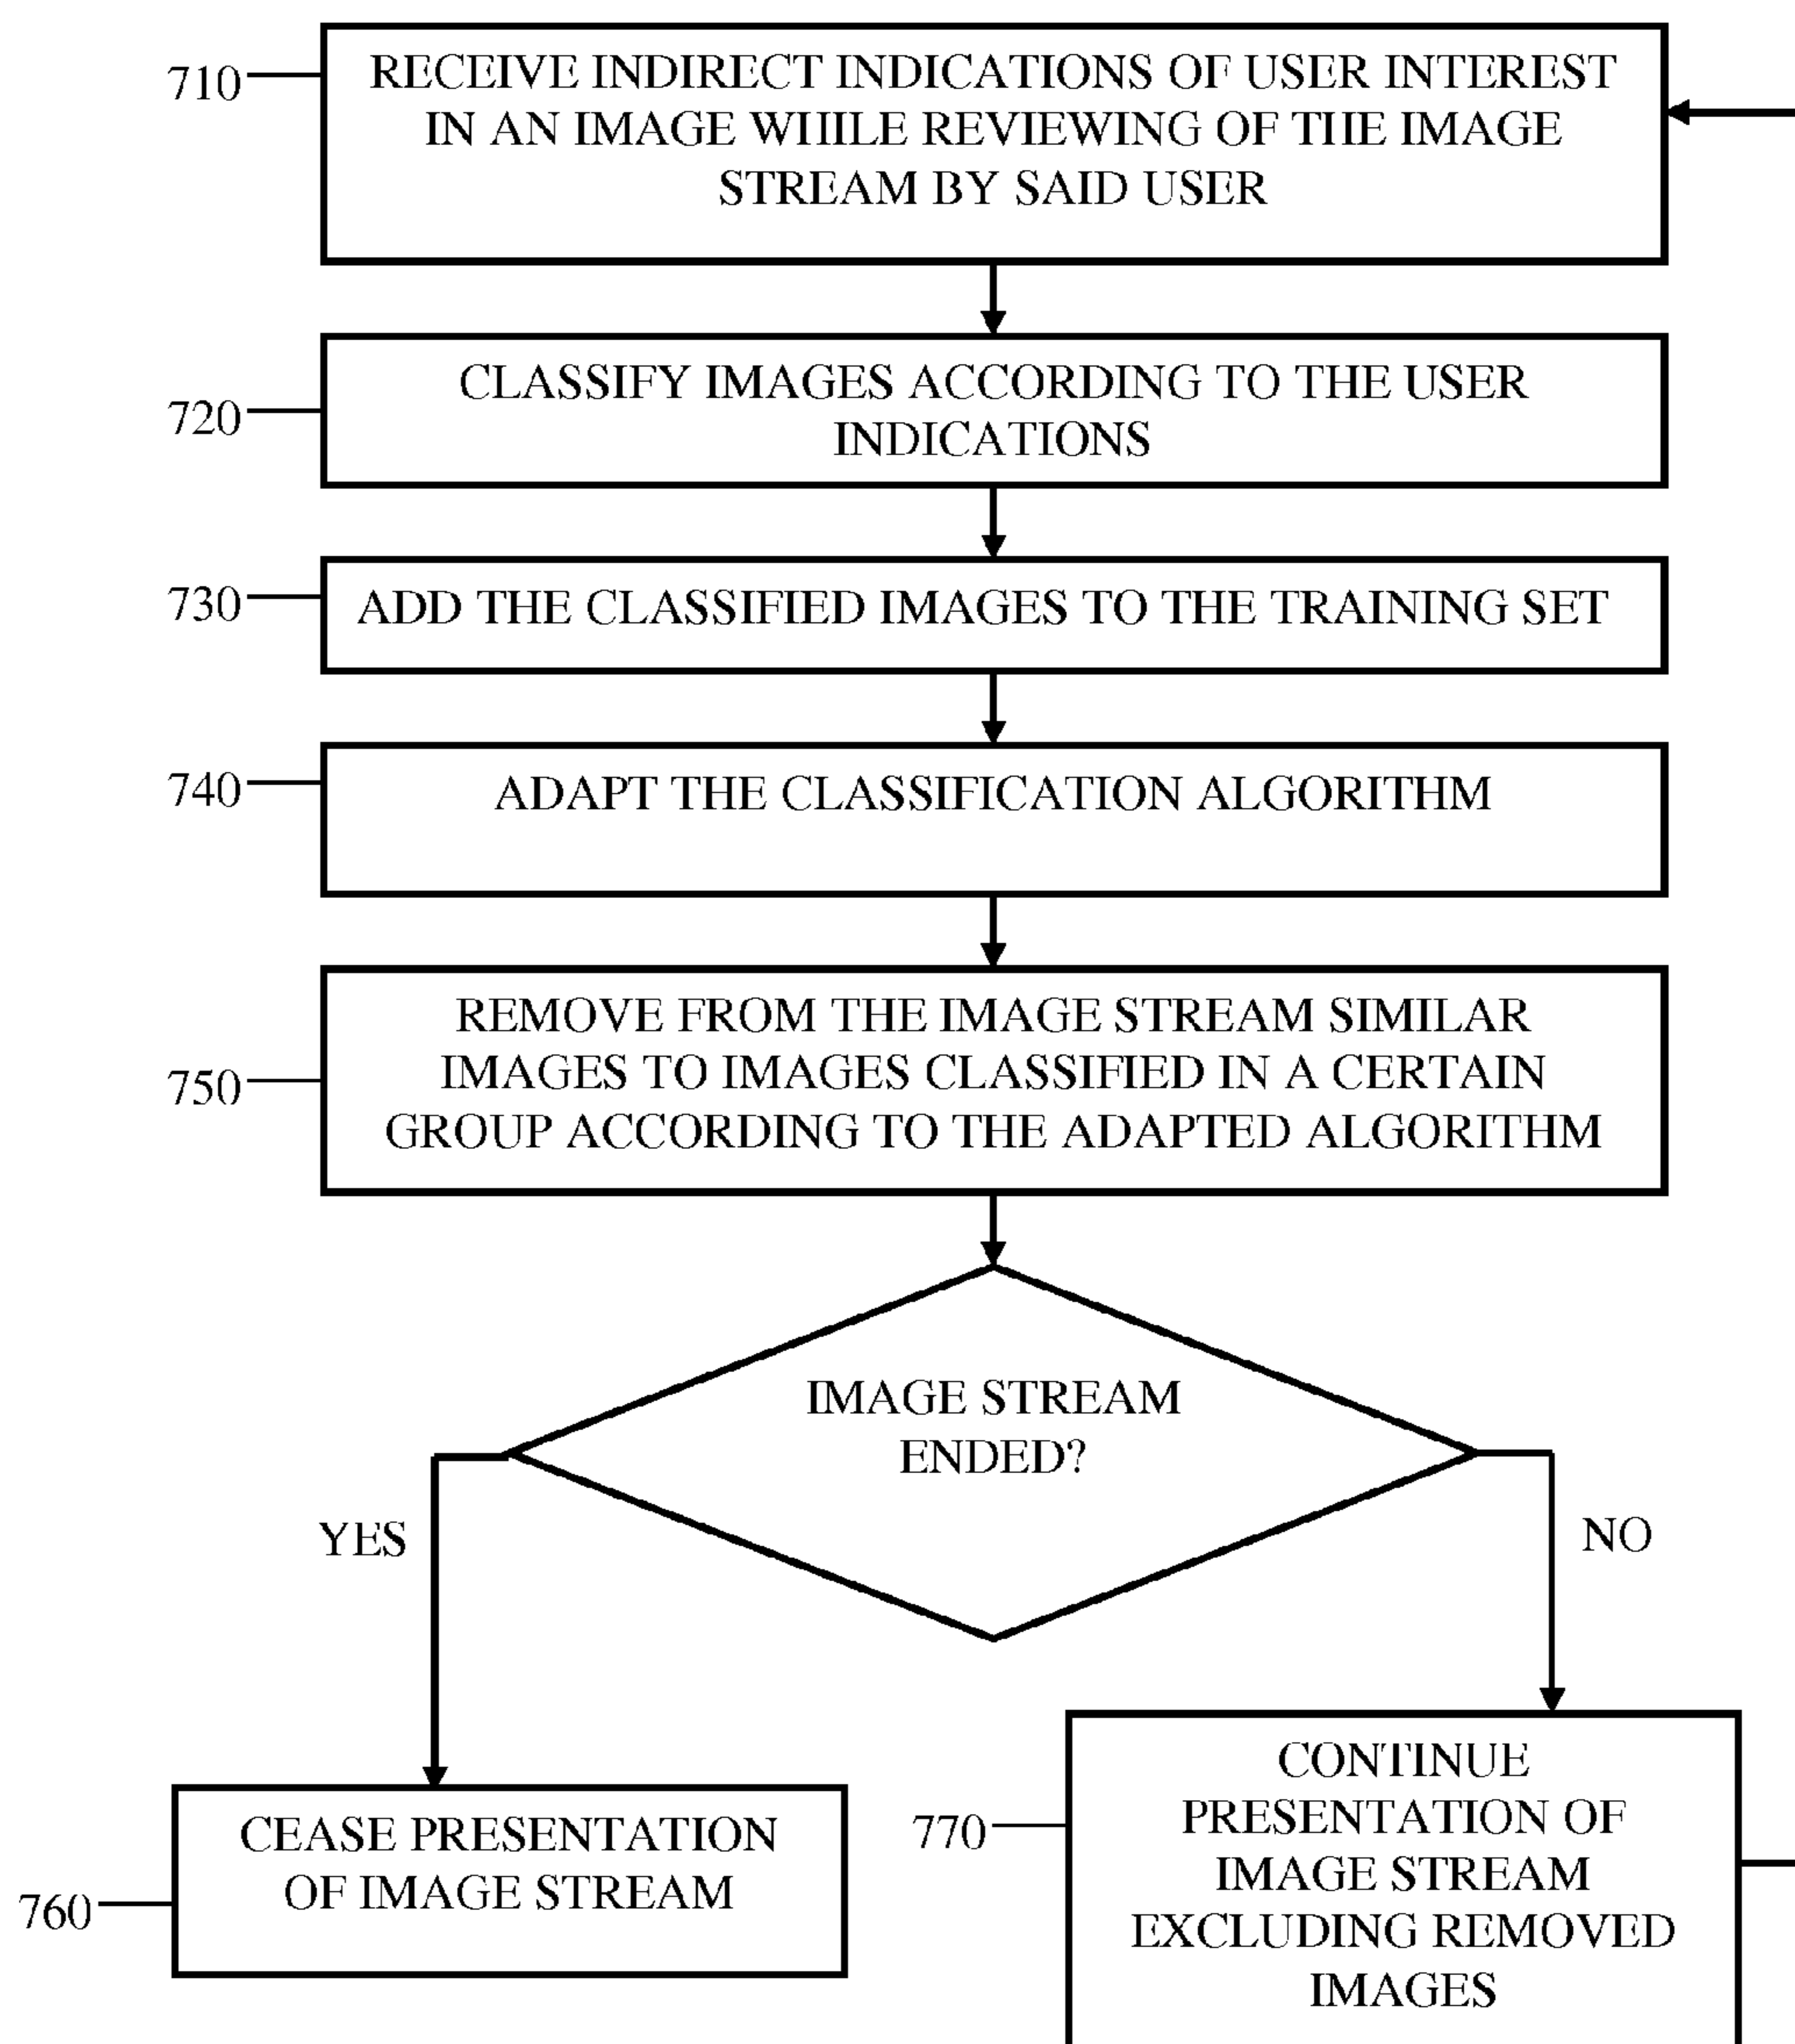 710
RECEIVE INDIRECT INDICATIONS OF USER INTEREST
IN AN IMAGE WHILE REVIEWING OF THE IMAGE
STREAM BY SAID USER
720
CLASSIFY IMAGES ACCORDING TO THE USER
INDICATIONS
730
ADD THE CLASSIFIED IMAGES TO THE TRAINING SET
740
ADAPT THE CLASSIFICATION ALGORITHM
750
REMOVE FROM THE IMAGE STREAM SIMILAR
IMAGES TO IMAGES CLASSIFIED IN A CERTAIN
GROUP ACCORDING TO THE ADAPTED ALGORITHM
IMAGE STREAM
ENDED?
YES
NO
760
CEASE PRESENTATION
OF IMAGE STREAM
770
CONTINUE
PRESENTATION OF
IMAGE STREAM
EXCLUDING REMOVED
IMAGES